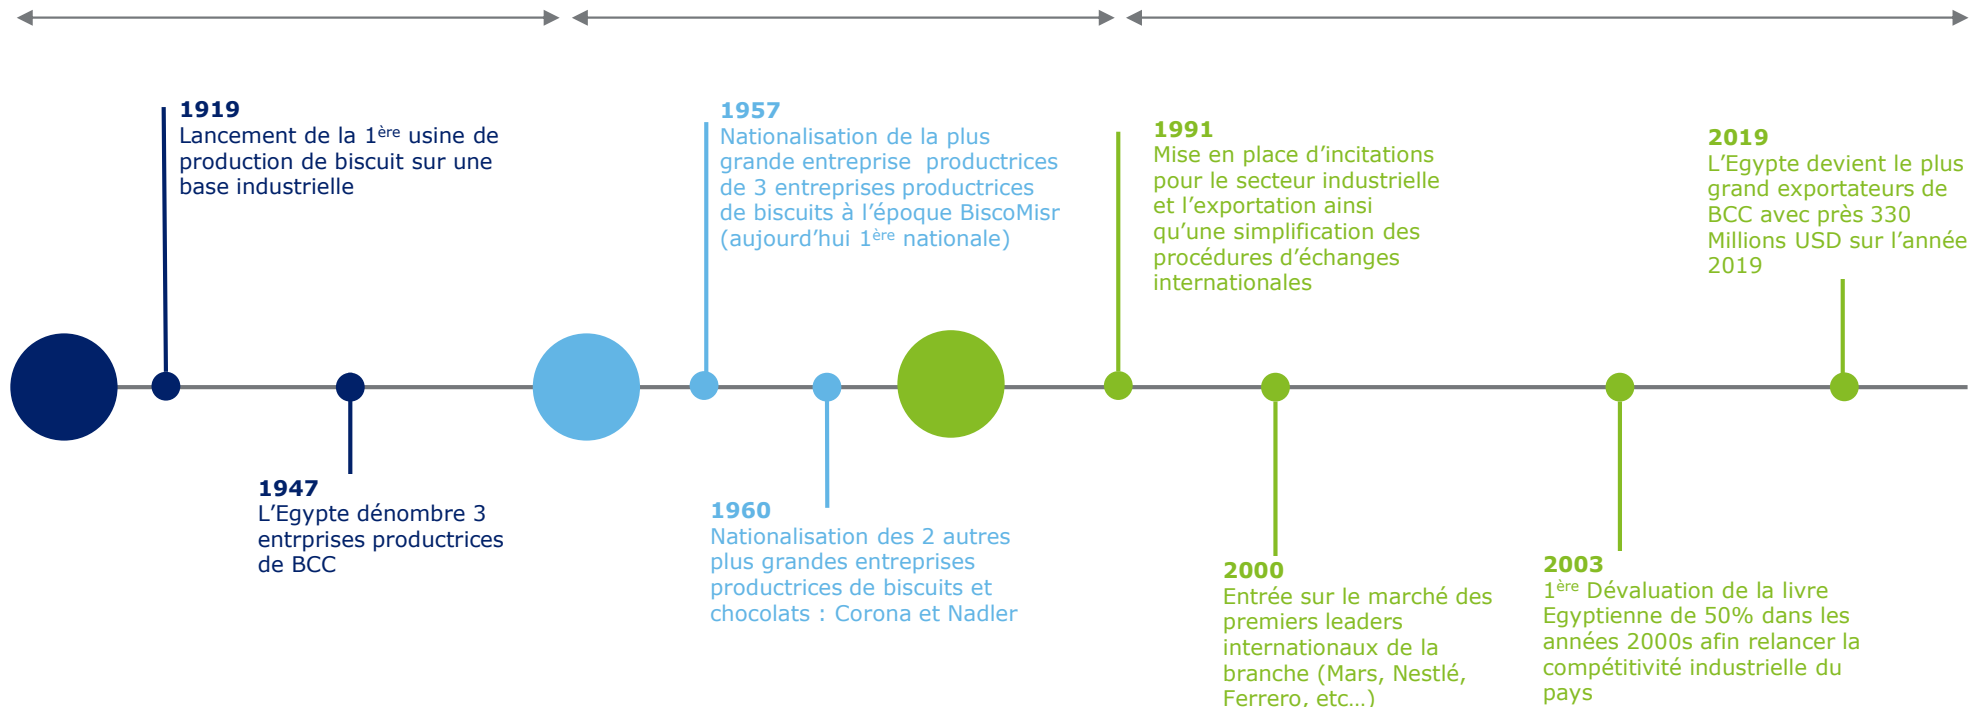 1919
Lancement de la 1ère usine de
production de biscuit sur une
base industrielle
1947
L’Egypte dénombre 3
entrprises productrices
de BCC
1957
Nationalisation de la plus
grande entreprise  productrices
de 3 entreprises productrices
de biscuits à l’époque BiscoMisr
(aujourd’hui 1ère nationale)
1960
Nationalisation des 2 autres
plus grandes entreprises
productrices de biscuits et
chocolats : Corona et Nadler
1991
Mise en place d’incitations
pour le secteur industrielle
et l’exportation ainsi
qu’une simplification des
procédures d’échanges
internationales
2000
Entrée sur le marché des
premiers leaders
internationaux de la
branche (Mars, Nestlé,
Ferrero, etc…)
2003
1ère Dévaluation de la livre
Egyptienne de 50% dans les
années 2000s afin relancer la
compétitivité industrielle du
pays
2019
L’Egypte devient le plus
grand exportateurs de
BCC avec près 330
Millions USD sur l’année
2019